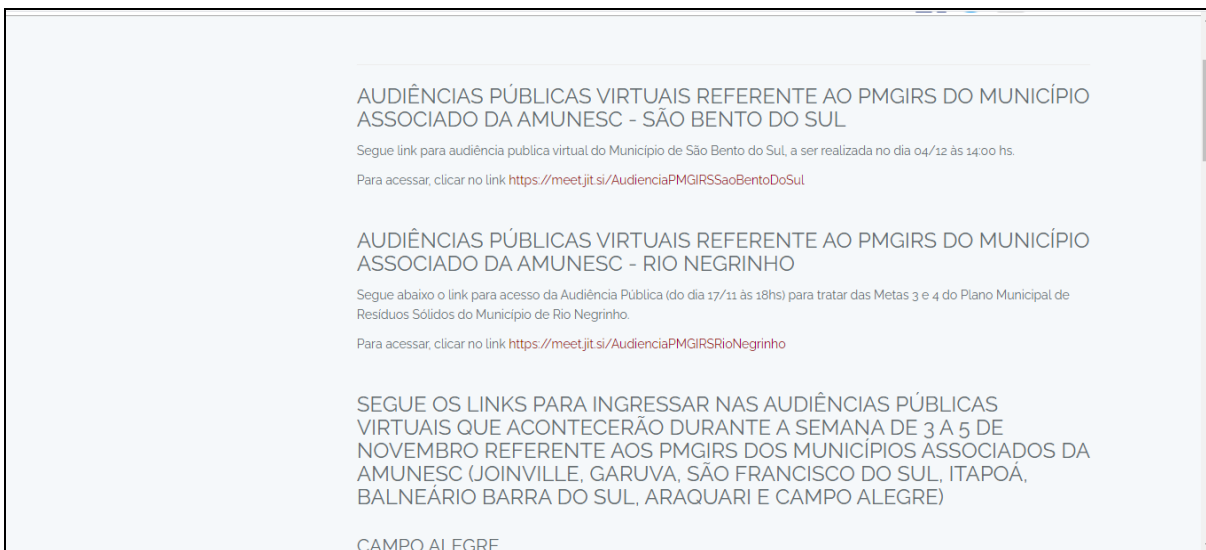 AUDIÊNCIAS PÚBLICAS VIRTUAIS REFERENTE AO PMGIRS DO MUNICÍPIO
ASSOCIADO DA AMUNESC - SÃO BENTO DO SUL
Segue link para audiência publica virtual do Município de São Bento do Sul, a ser realizada no dia 04/12 às 14:00 hs.
Para acessar, clicar no link https://meet.jit.si/AudienciaPMGIRSSaoBentoDoSul
AUDIÊNCIAS PÚBLICAS VIRTUAIS REFERENTE AO PMGIRS DO MUNICÍPIO
ASSOCIADO DA AMUNESC - RIO NEGRINHO
Segue abaixo o link para acesso da Audiência Pública (do dia 17/11 às 18hs) para tratar das Metas 3 e 4 do Plano Municipal de
Resíduos Sólidos do Município de Rio Negrinho.
Para acessar, clicar no link https://meet.jit.si/AudienciaPMGIRSRioNegrinho
SEGUE OS LINKS PARA INGRESSAR NAS AUDIÊNCIAS PÚBLICAS
VIRTUAIS QUE ACONTECERÃO DURANTE A SEMANA DE 3 A 5 DE
NOVEMBRO REFERENTE AOS PMGIRS DOS MUNICÍPIOS ASSOCIADOS DA
AMUNESC (JOINVILLE, GARUVA, SÃO FRANCISCO DO SUL, ITAPOÁ,
BALNEÁRIO BARRA DO SUL, ARAQUARI E CAMPO ALEGRE)
CAMPO ALEGRE